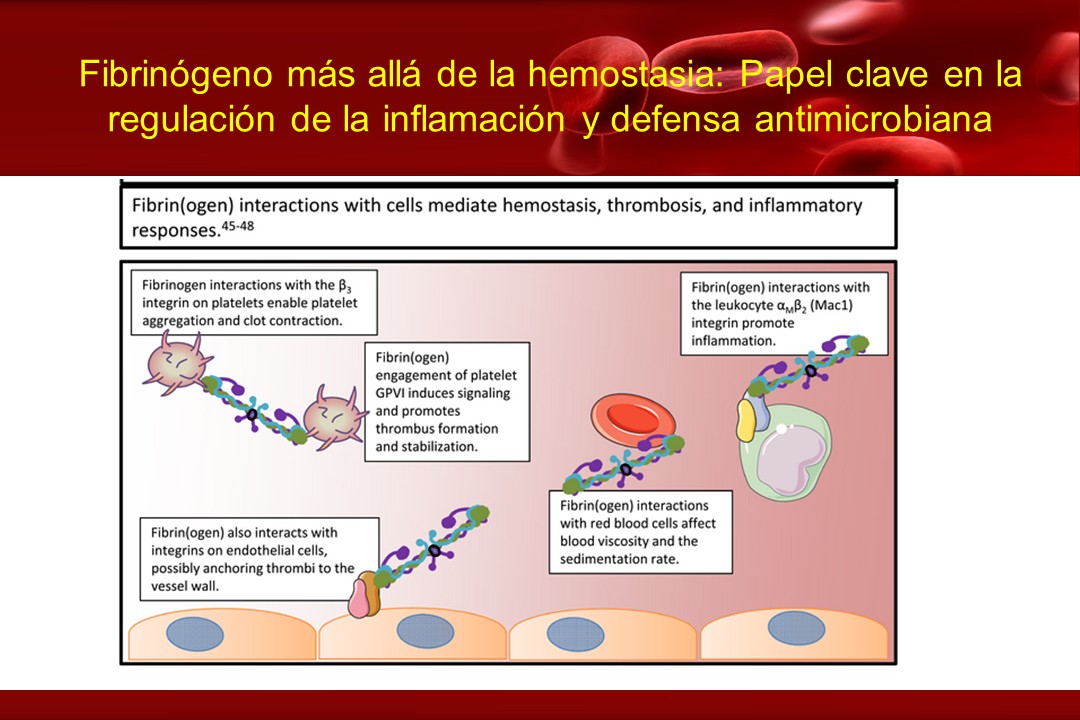 Fibrinógeno más allá de la hemostasia: Papel clave en la
regulación de la inflamación y defensa antimicrobiana
Fibrin(ogen) interactions with cells mediate hemostasis, thrombosis, and inflammatory
responses.45-48
Fibrinogen interactions with the β3
integrin on platelets enable platelet
aggregation and clot contraction.
Fibrin(ogen)
engagement of platelet
GPVI induces signaling
and promotes
thrombus formation
and stabilization.
Fibrin(ogen) interactions with
the leukocyte αMβ2 (Mac1)
integrin promote
inflammation.
Fibrin(ogen) also interacts with
integrins on endothelial cells,
possibly anchoring thrombi to the
vessel wall.
Fibrin(ogen) interactions
with red blood cells affect
blood viscosity and the
sedimentation rate.